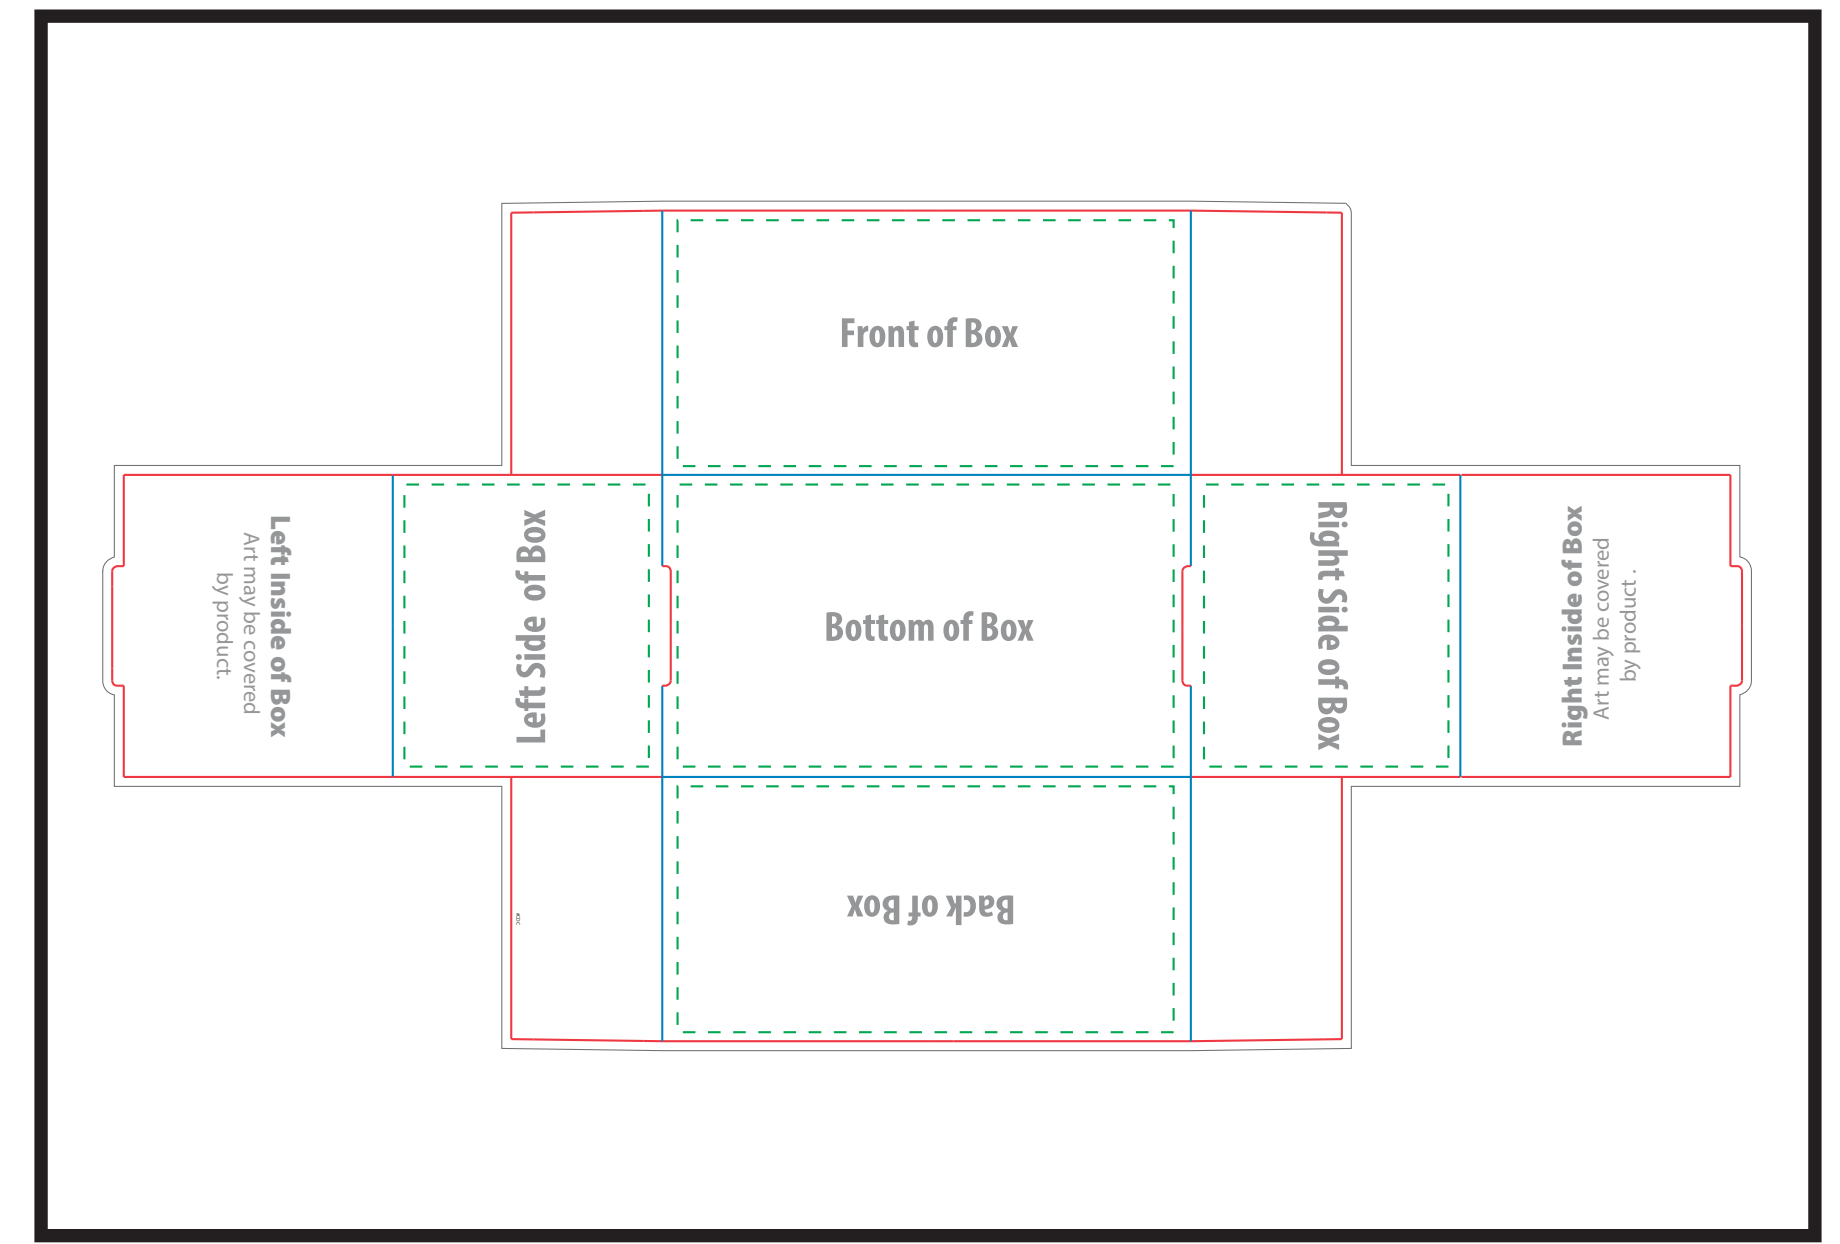 Front of Box
Left Inside of Box
Art may be covered
by product.
Left Side of Box
Bottom of Box
Right Side of Box
Right Inside of Box
Art may be covered
by product .
Back of Box